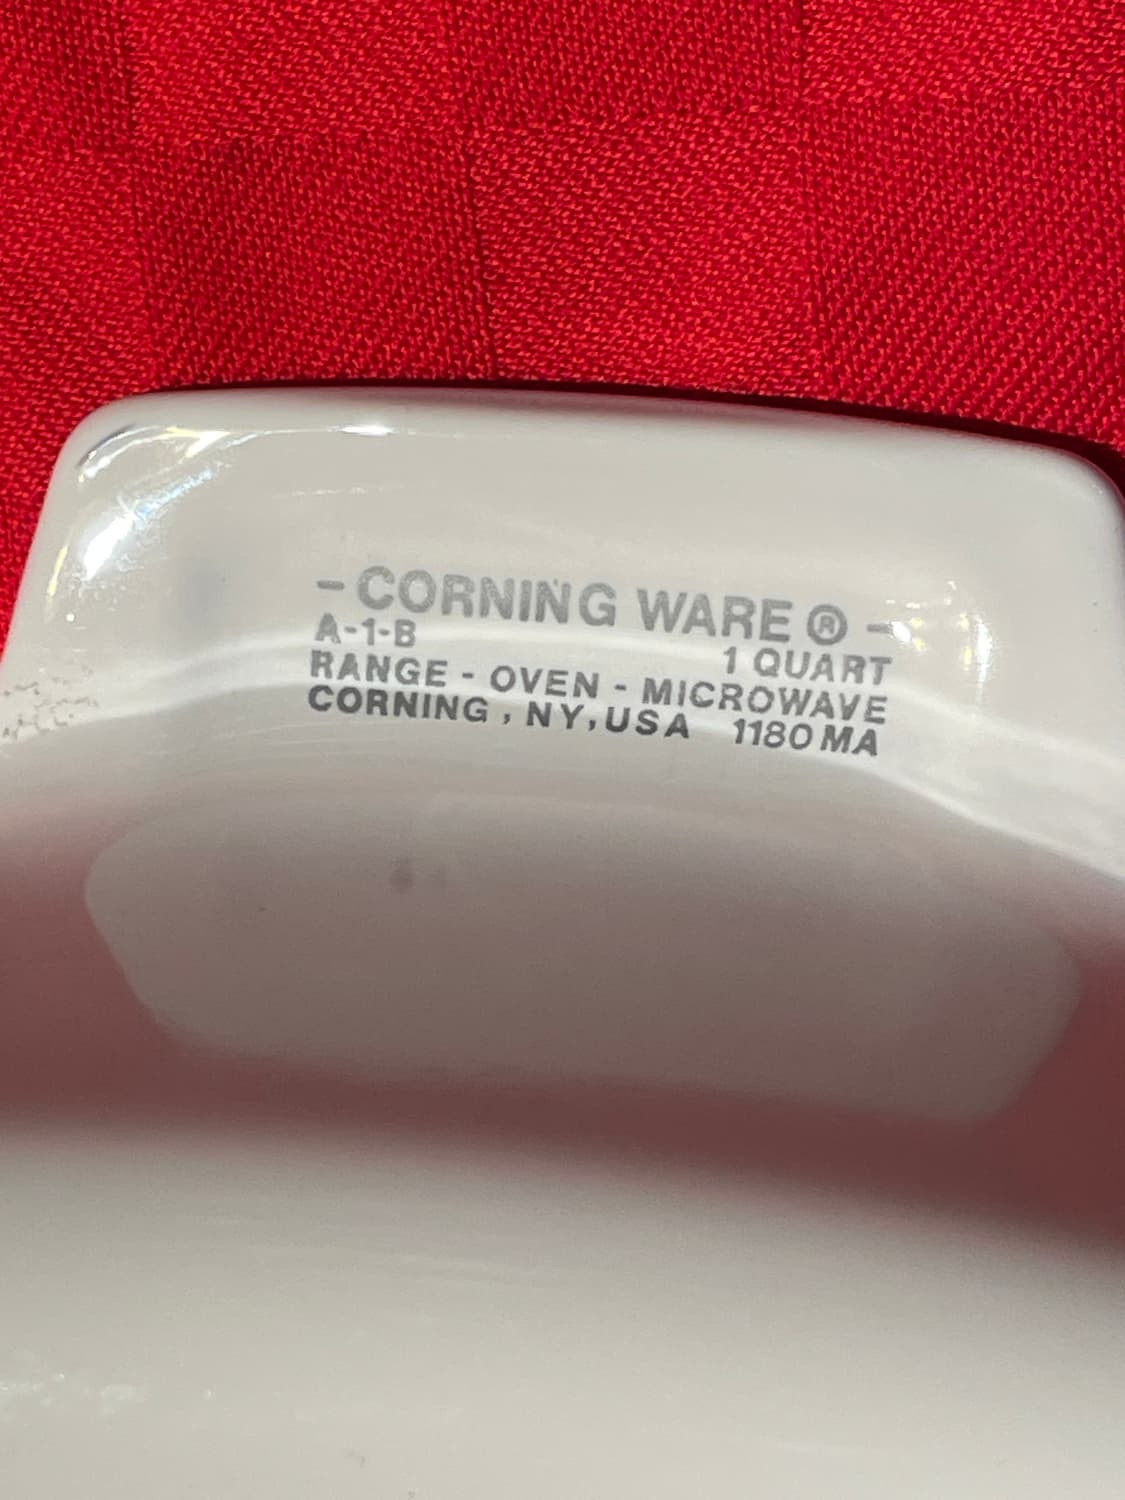 - CORNING WARE ® -
A-1-B 1 QUART
RANGE - OVEN - MICROWAVE
CORNING , NY, USA 1180 MA